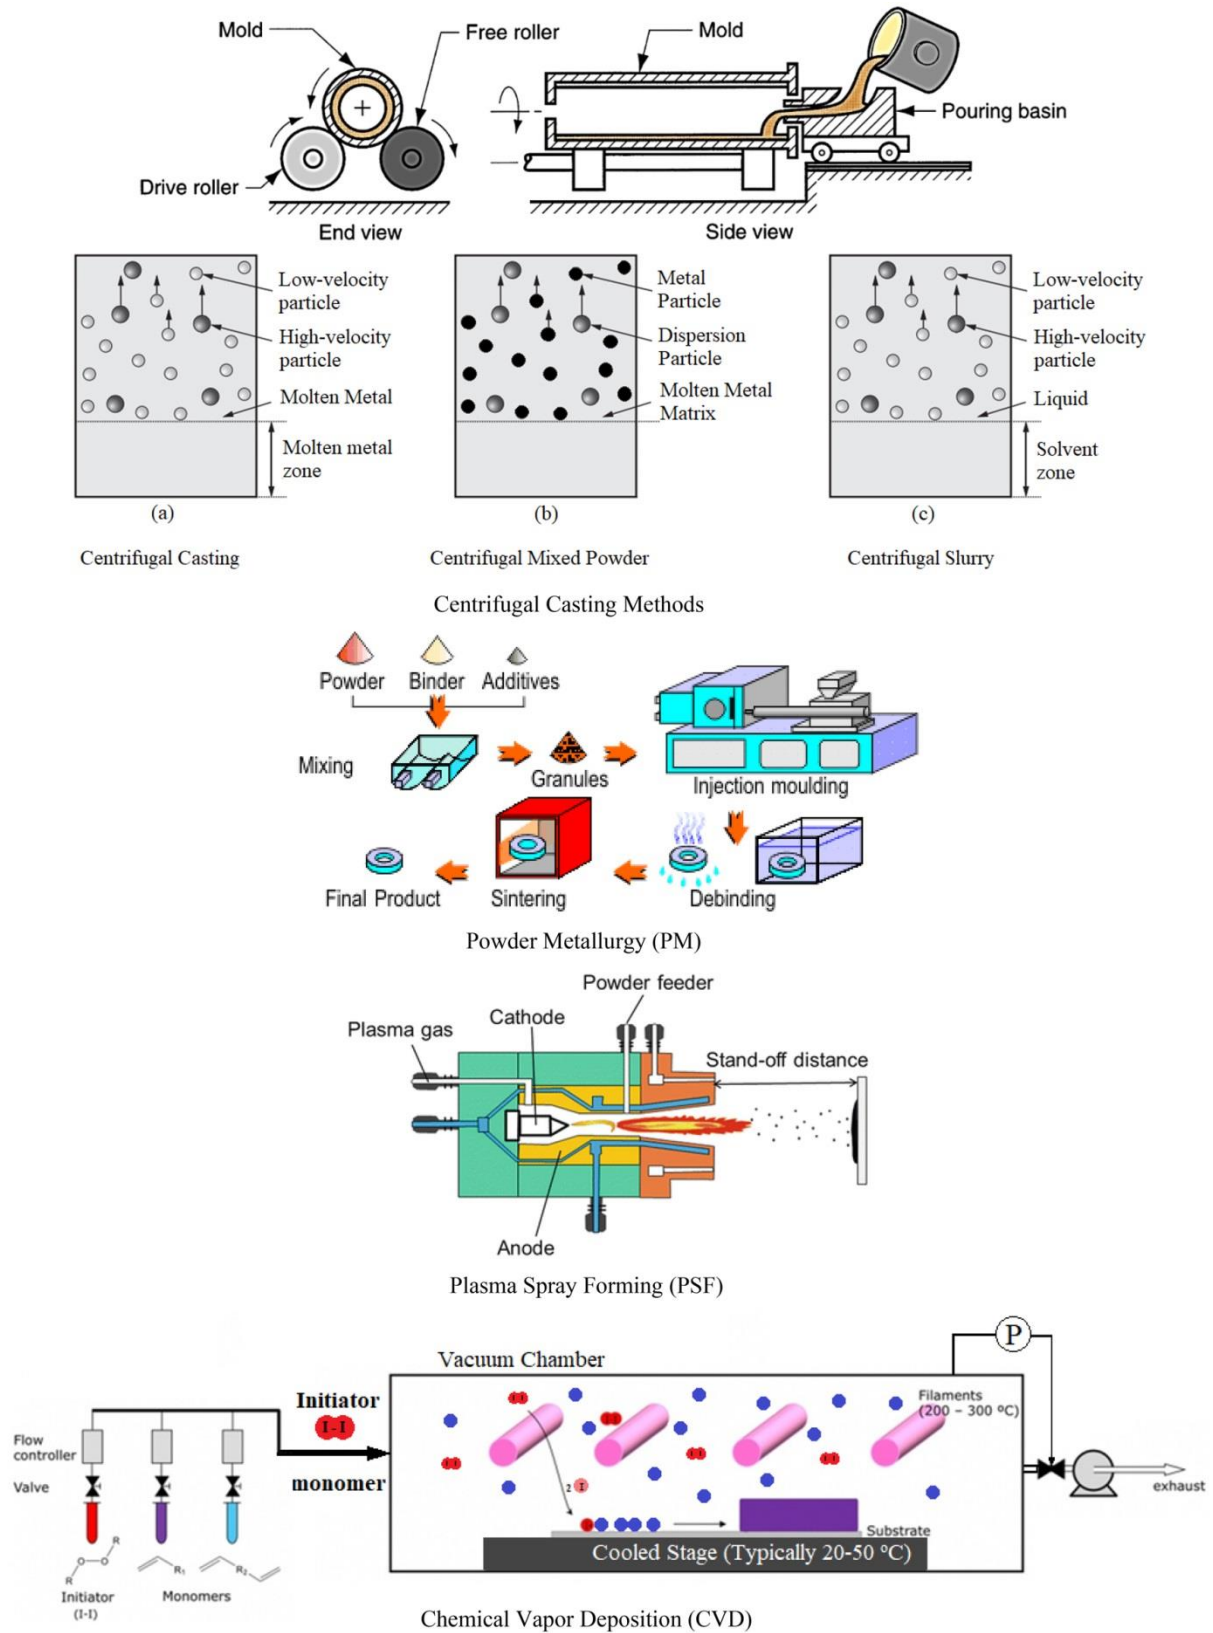 Mold
Free roller
Mold
Pouring basin
Drive roller
End view
Side view
Low-velocity
particle
High-velocity
particle
Molten Metal
Molten metal
zone
(a)
Metal
Particle
Dispersion
Particle
Molten Metal
Matrix
(b)
Low-velocity
particle
High-velocity
particle
Liquid
Solvent
zone
(c)
Centrifugal Casting
Centrifugal Mixed Powder
Centrifugal Slurry
Centrifugal Casting Methods
Powder
Binder
Additives
Mixing
Granules
Injection moulding
Final Product
Sintering
Debinding
Powder Metallurgy (PM)
Powder feeder
Cathode
Plasma gas
Stand-off distance
Anode
Plasma Spray Forming (PSF)
P
Vacuum Chamber
Initiator
I-I
monomer
Filaments
(200 – 300 ºC)
Flow
controller
Valve
I-I
I-I
I-I
I-I
I-I
2 I
exhaust
Substrate
Cooled Stage (Typically 20-50 ºC)
R
O
O
R
R1
R2
Initiator
(I-I)
Monomers
Chemical Vapor Deposition (CVD)